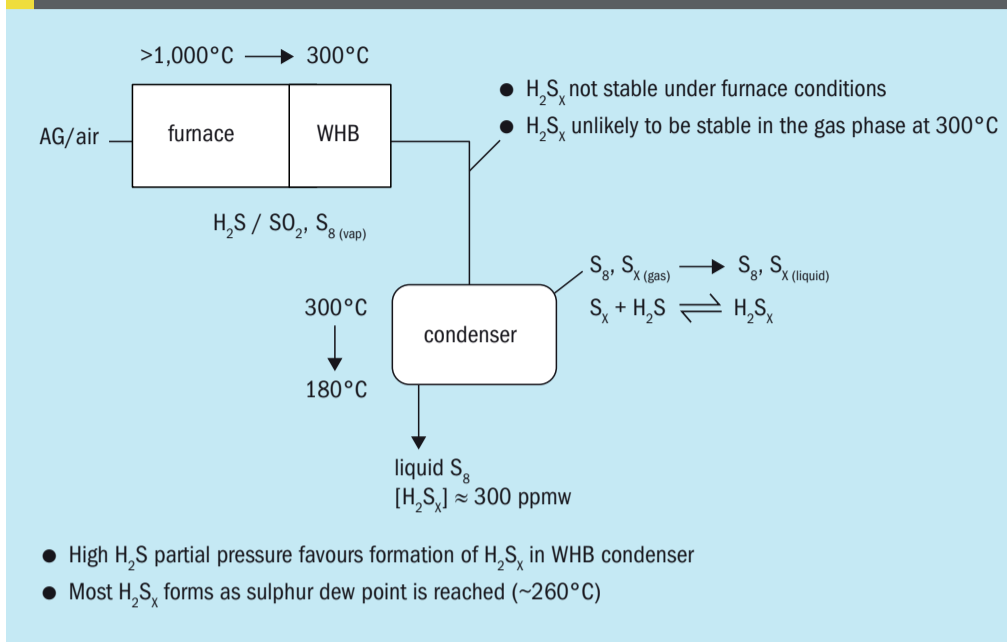 >1,000°C → 300°C
AG/air
furnace
WHB
● H₂Sₓ not stable under furnace conditions
● H₂Sₓ unlikely to be stable in the gas phase at 300°C
H₂S / SO₂, S₈ (vap)
S₈, Sₓ (gas) → S₈, Sₓ (liquid)
Sₓ + H₂S ⇌ H₂Sₓ
300°C
condenser
180°C
liquid S₈
[H₂Sₓ] ≈ 300 ppmw
● High H₂S partial pressure favours formation of H₂Sₓ in WHB condenser
● Most H₂Sₓ forms as sulphur dew point is reached (~260°C)